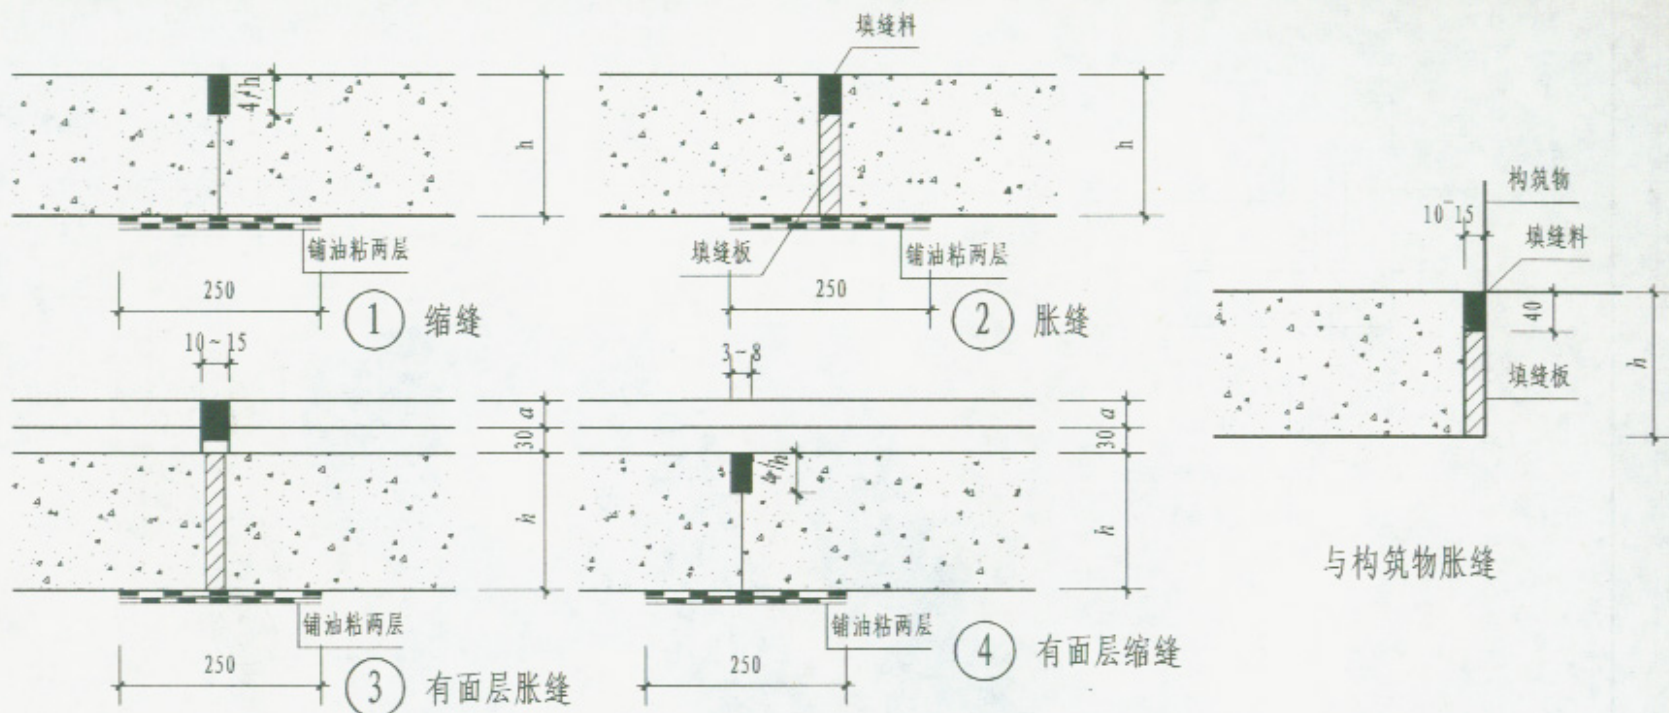 填缝料
4/h
h
h
构筑物
10~15
填缝料
铺油粘两层
填缝板
铺油粘两层
250
① 缩缝
250
② 胀缝
40
h
填缝板
10~15
3~8
a
30
h
a
30
h
与构筑物胀缝
铺油粘两层
铺油粘两层
250
③ 有面层胀缝
250
④ 有面层缩缝